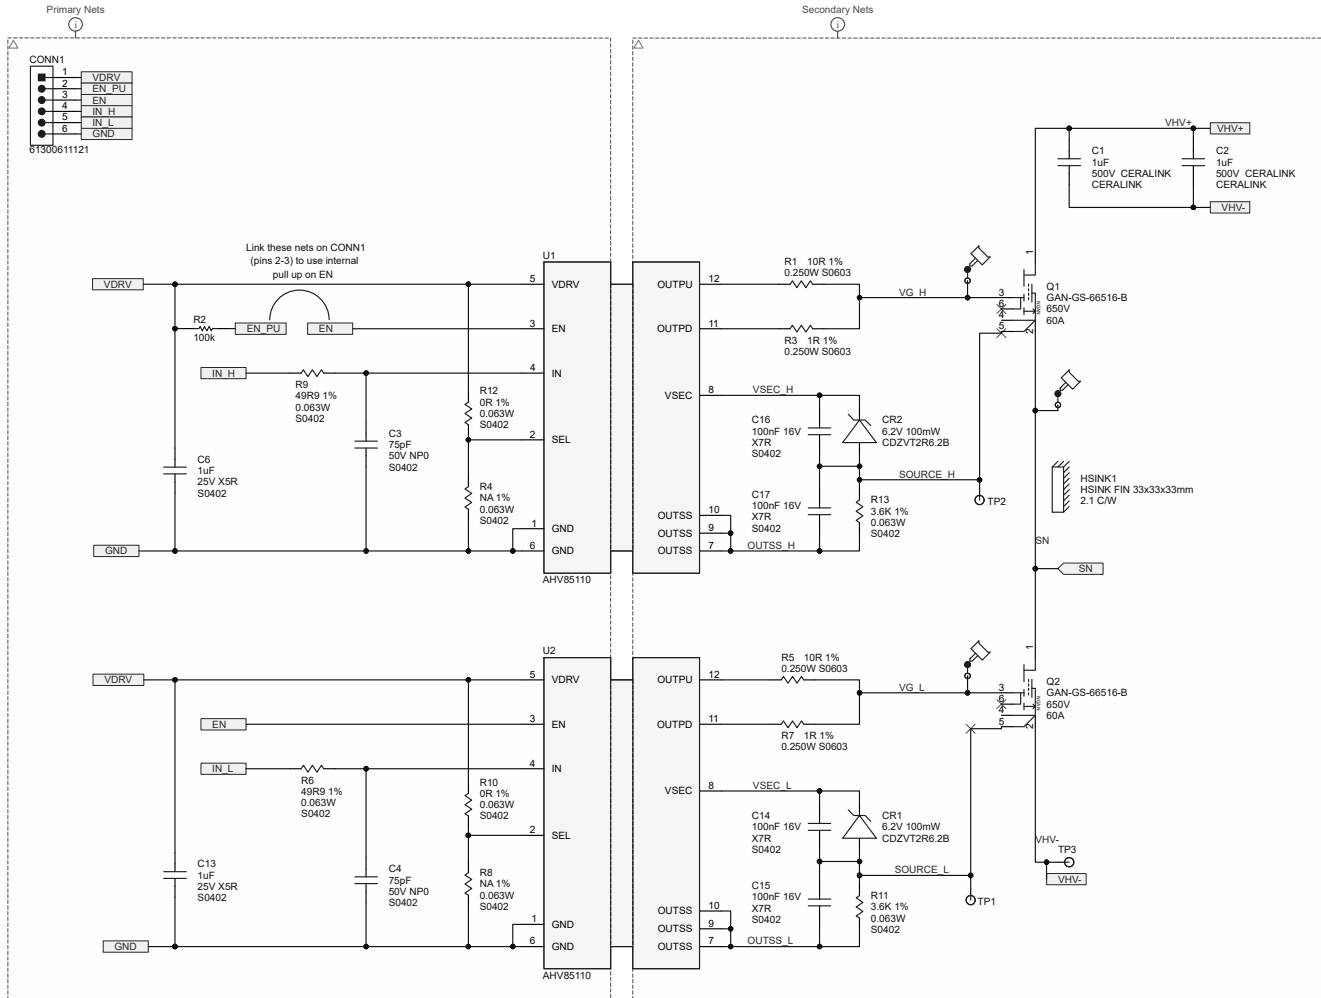 Primary Nets
Secondary Nets
CONN1
1 VDRV
2 EN_PU
3 EN
4 IN_H
5 IN_L
6 GND
61300611121
VHV+
VHV+
C1
1uF
500V CERALINK
CERALINK
C2
1uF
500V CERALINK
CERALINK
VHV-
Link these nets on CONN1
(pins 2-3) to use internal
pull up on EN
VDRV
R2
100k
EN_PU
EN
IN_H
R9
49R9 1%
0.063W
S0402
C3
75pF
50V NP0
S0402
C6
1uF
25V X5R
S0402
R12
0R 1%
0.063W
S0402
R4
NA 1%
0.063W
S0402
GND
U1
5 VDRV
3 EN
4 IN
2 SEL
1 GND
6 GND
AHV85110
OUTPU 12
OUTPD 11
VSEC 8
OUTSS 10
OUTSS 9
OUTSS 7
R1 10R 1%
0.250W S0603
R3 1R 1%
0.250W S0603
VG_H
VSEC_H
C16
100nF 16V
X7R
S0402
CR2
6.2V 100mW
CDZVT2R6.2B
SOURCE_H
C17
100nF 16V
X7R
S0402
R13
3.6K 1%
0.063W
S0402
OUTSS_H
TP2
1
3
6
4
5
2
Q1
GAN-GS-66516-B
650V
60A
HSINK1
HSINK FIN 33x33x33mm
2.1 C/W
SN
SN
VDRV
EN
IN_L
R6
49R9 1%
0.063W
S0402
C4
75pF
50V NP0
S0402
C13
1uF
25V X5R
S0402
R10
0R 1%
0.063W
S0402
R8
NA 1%
0.063W
S0402
GND
U2
5 VDRV
3 EN
4 IN
2 SEL
1 GND
6 GND
AHV85110
OUTPU 12
OUTPD 11
VSEC 8
OUTSS 10
OUTSS 9
OUTSS 7
R5 10R 1%
0.250W S0603
R7 1R 1%
0.250W S0603
VG_L
VSEC_L
C14
100nF 16V
X7R
S0402
CR1
6.2V 100mW
CDZVT2R6.2B
SOURCE_L
C15
100nF 16V
X7R
S0402
R11
3.6K 1%
0.063W
S0402
OUTSS_L
TP1
1
3
6
4
5
2
Q2
GAN-GS-66516-B
650V
60A
VHV-
TP3
VHV-